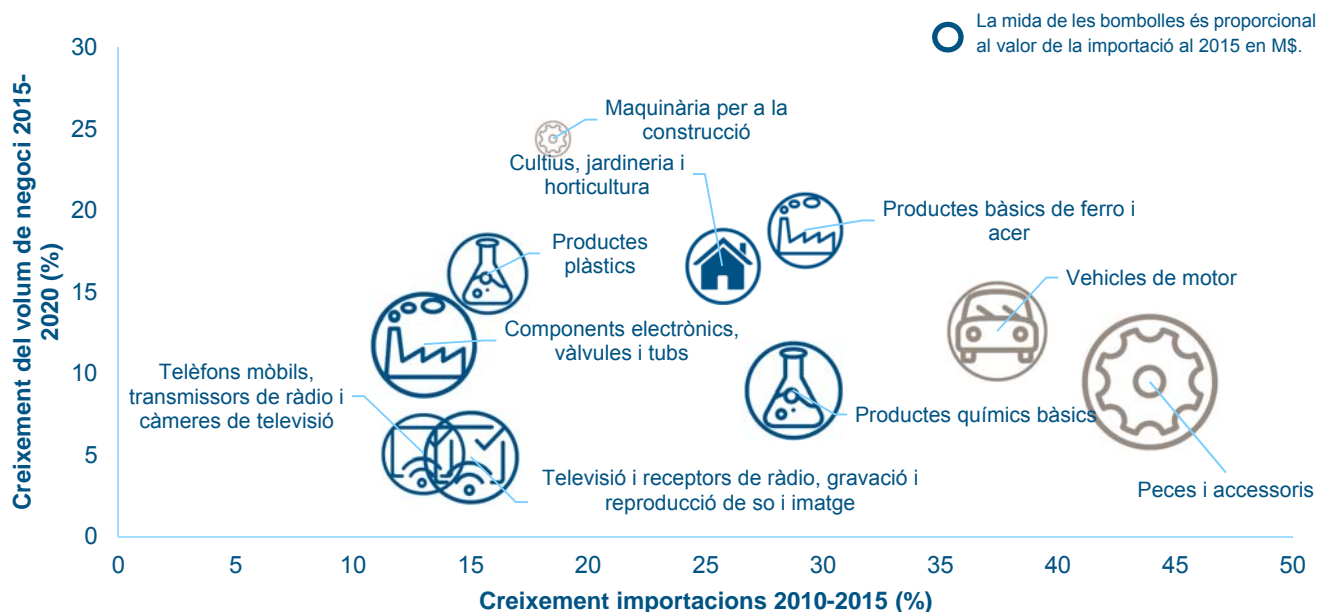 La mida de les bombolles és proporcional
al valor de la importació al 2015 en M$.
Creixement del volum de negoci 2015-
2020 (%)
30
25
20
15
10
5
0
Maquinària per a la
construcció
Cultius, jardineria i
horticultura
Productes bàsics de ferro i
acer
Productes
plàstics
Vehicles de motor
Components electrònics,
vàlvules i tubs
Telèfons mòbils,
transmissors de ràdio i
càmeres de televisió
Productes químics bàsics
Televisió i receptors de ràdio, gravació i
reproducció de so i imatge
Peces i accessoris
0
5
10
15
20
25
30
35
40
45
50
Creixement importacions 2010-2015 (%)